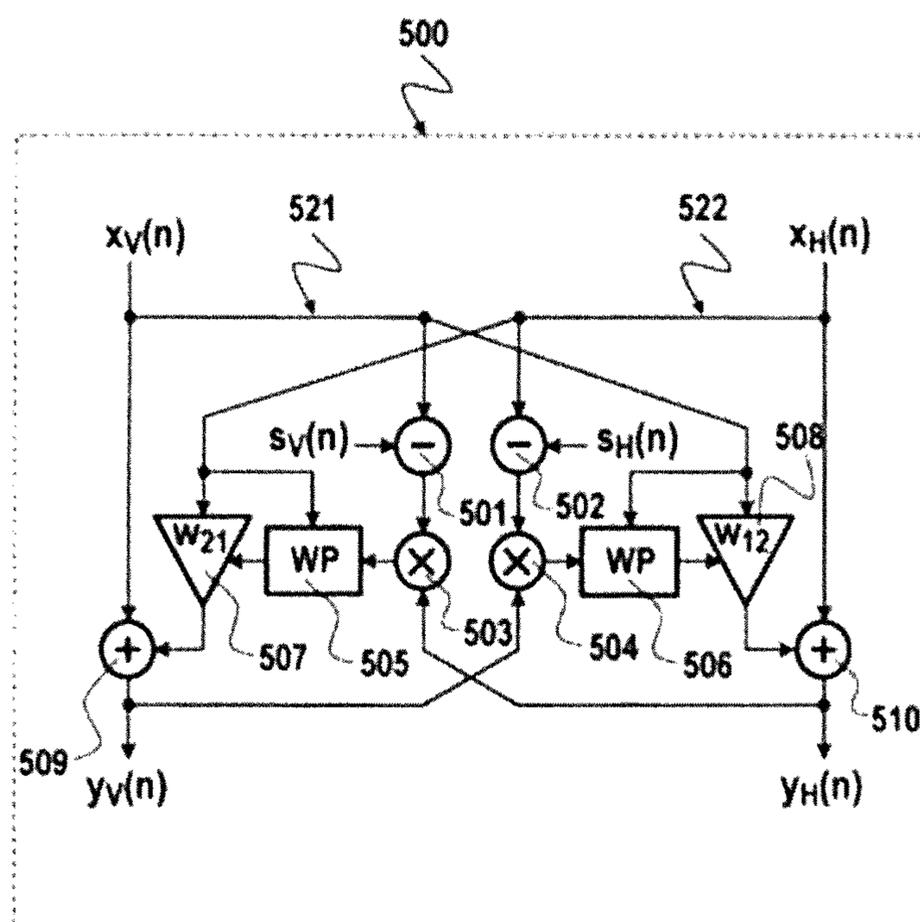 500
521
522
xV(n)
xH(n)
sV(n)
−
−
sH(n)
508
501
502
W21
WP
×
×
WP
W12
503
504
507
505
506
+
+
509
510
yV(n)
yH(n)